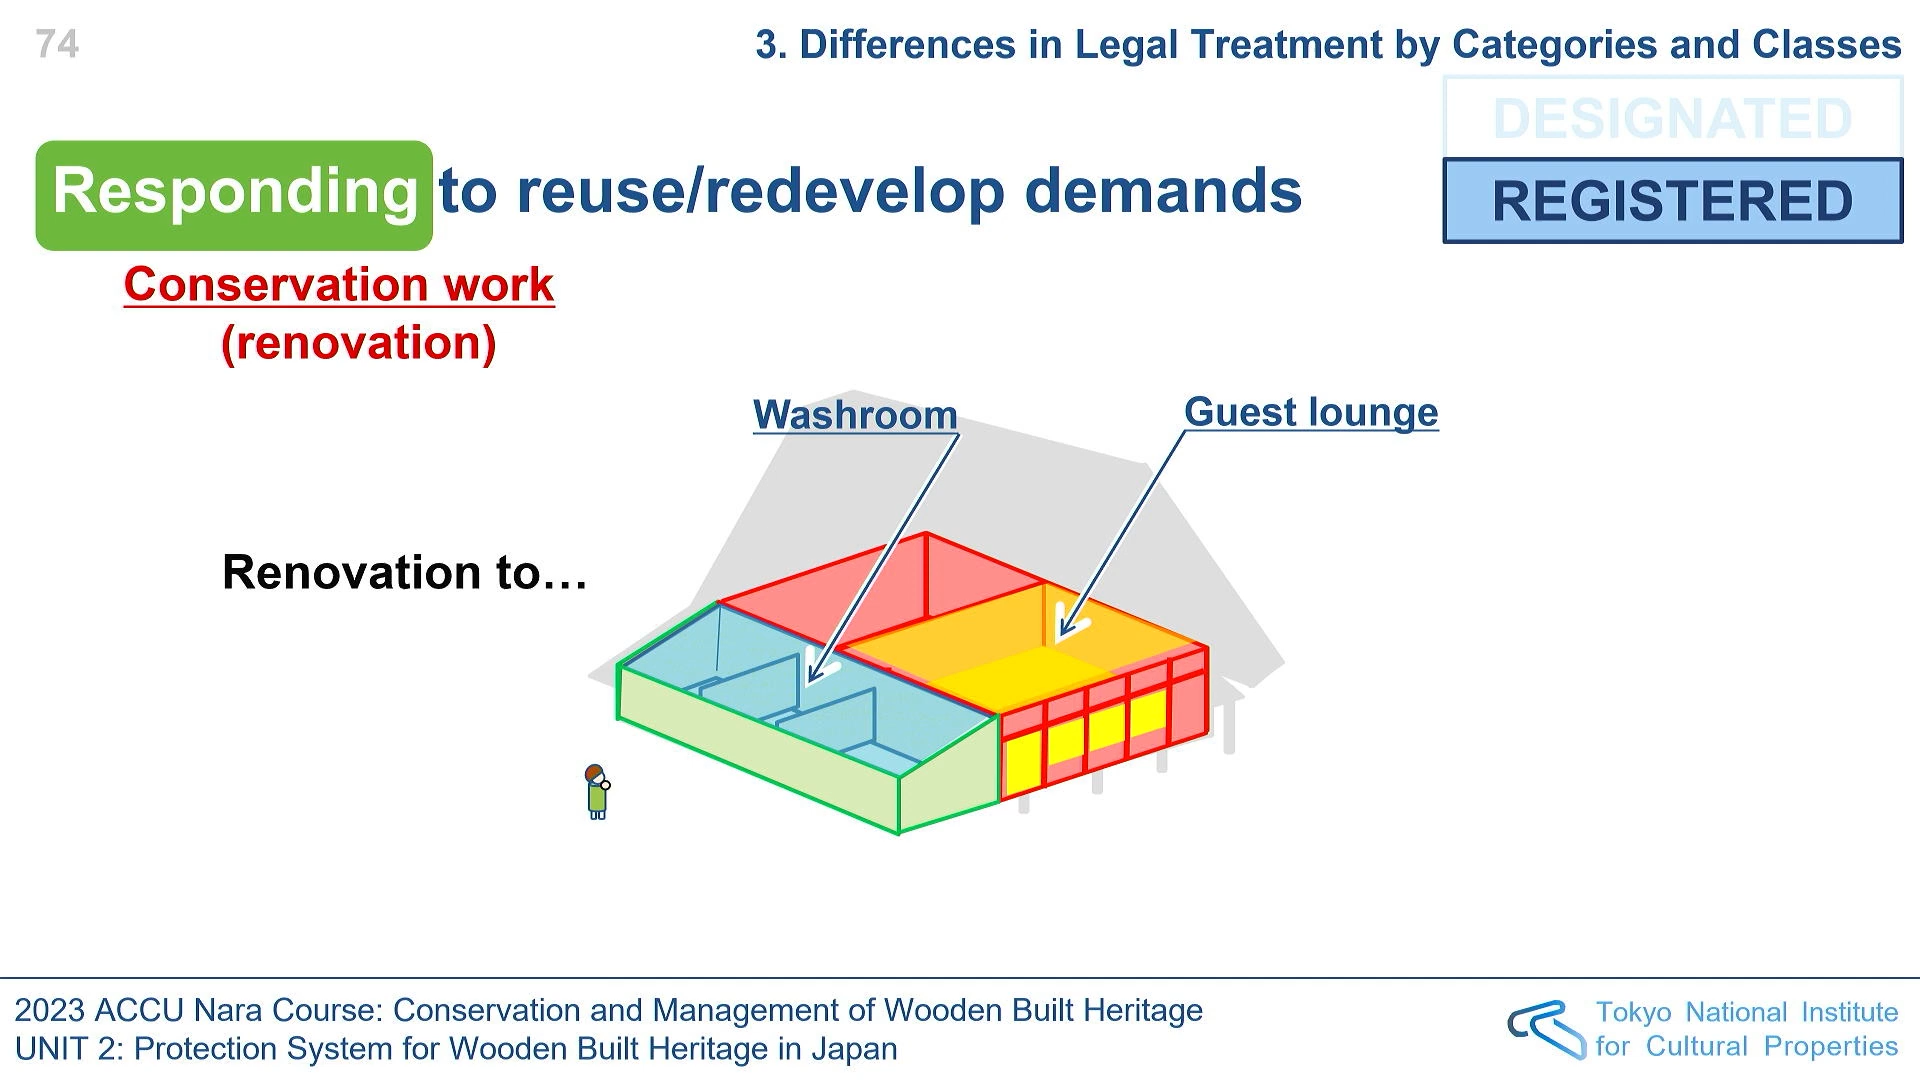 74
3. Differences in Legal Treatment by Categories and Classes
DESIGNATED
REGISTERED
Responding to reuse/redevelop demands
Conservation work
(renovation)
Washroom
Guest lounge
Renovation to…
2023 ACCU Nara Course: Conservation and Management of Wooden Built Heritage
UNIT 2: Protection System for Wooden Built Heritage in Japan
Tokyo National Institute
for Cultural Properties